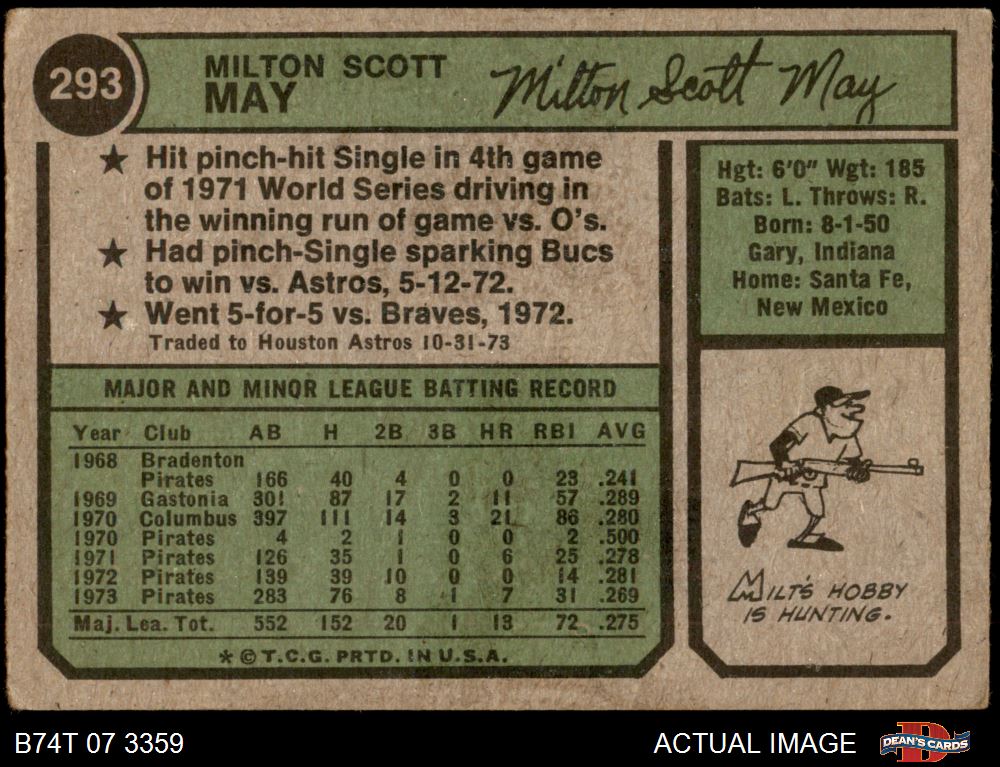 293
MILTON SCOTT
MAY
Milton Scott May
★ Hit pinch-hit Single in 4th game
of 1971 World Series driving in
the winning run of game vs. O's.
★ Had pinch-Single sparking Bucs
to win vs. Astros, 5-12-72.
★ Went 5-for-5 vs. Braves, 1972.
Traded to Houston Astros 10-31-73
Hgt: 6'0" Wgt: 185
Bats: L. Throws: R.
Born: 8-1-50
Gary, Indiana
Home: Santa Fe,
New Mexico
MAJOR AND MINOR LEAGUE BATTING RECORD
Year Club AB H 2B 3B HR RBI AVG
1968 Bradenton
Pirates 166 40 4 0 0 23 .241
1969 Gastonia 301 87 17 2 11 57 .289
1970 Columbus 397 111 14 3 21 86 .280
1970 Pirates 4 2 1 0 0 2 .500
1971 Pirates 126 35 1 0 6 25 .278
1972 Pirates 139 39 10 0 0 14 .281
1973 Pirates 283 76 8 1 7 31 .269
Maj. Lea. Tot. 552 152 20 1 13 72 .275
* © T.C.G. PRTD. IN U.S.A.
MILT'S HOBBY
IS HUNTING.
B74T 07 3359
ACTUAL IMAGE
D
DEAN'S CARDS